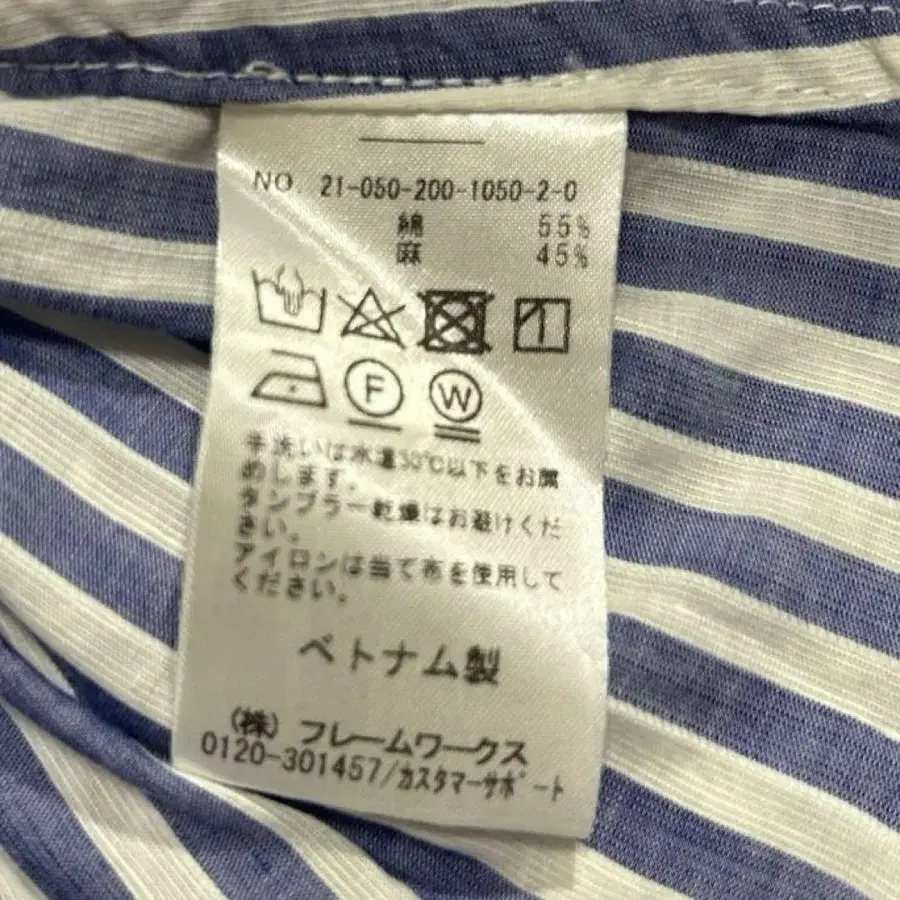 NO. 21-050-200-1050-2-0
綿 55%
麻 45%
F W
手洗いは水温30℃以下をお薦
めします。
タンブラー乾燥はお避けくだ
さい。
アイロンは当て布を使用して
ください。
ベトナム製
(株) フレームワークス
0120-301457/カスタマーサポート